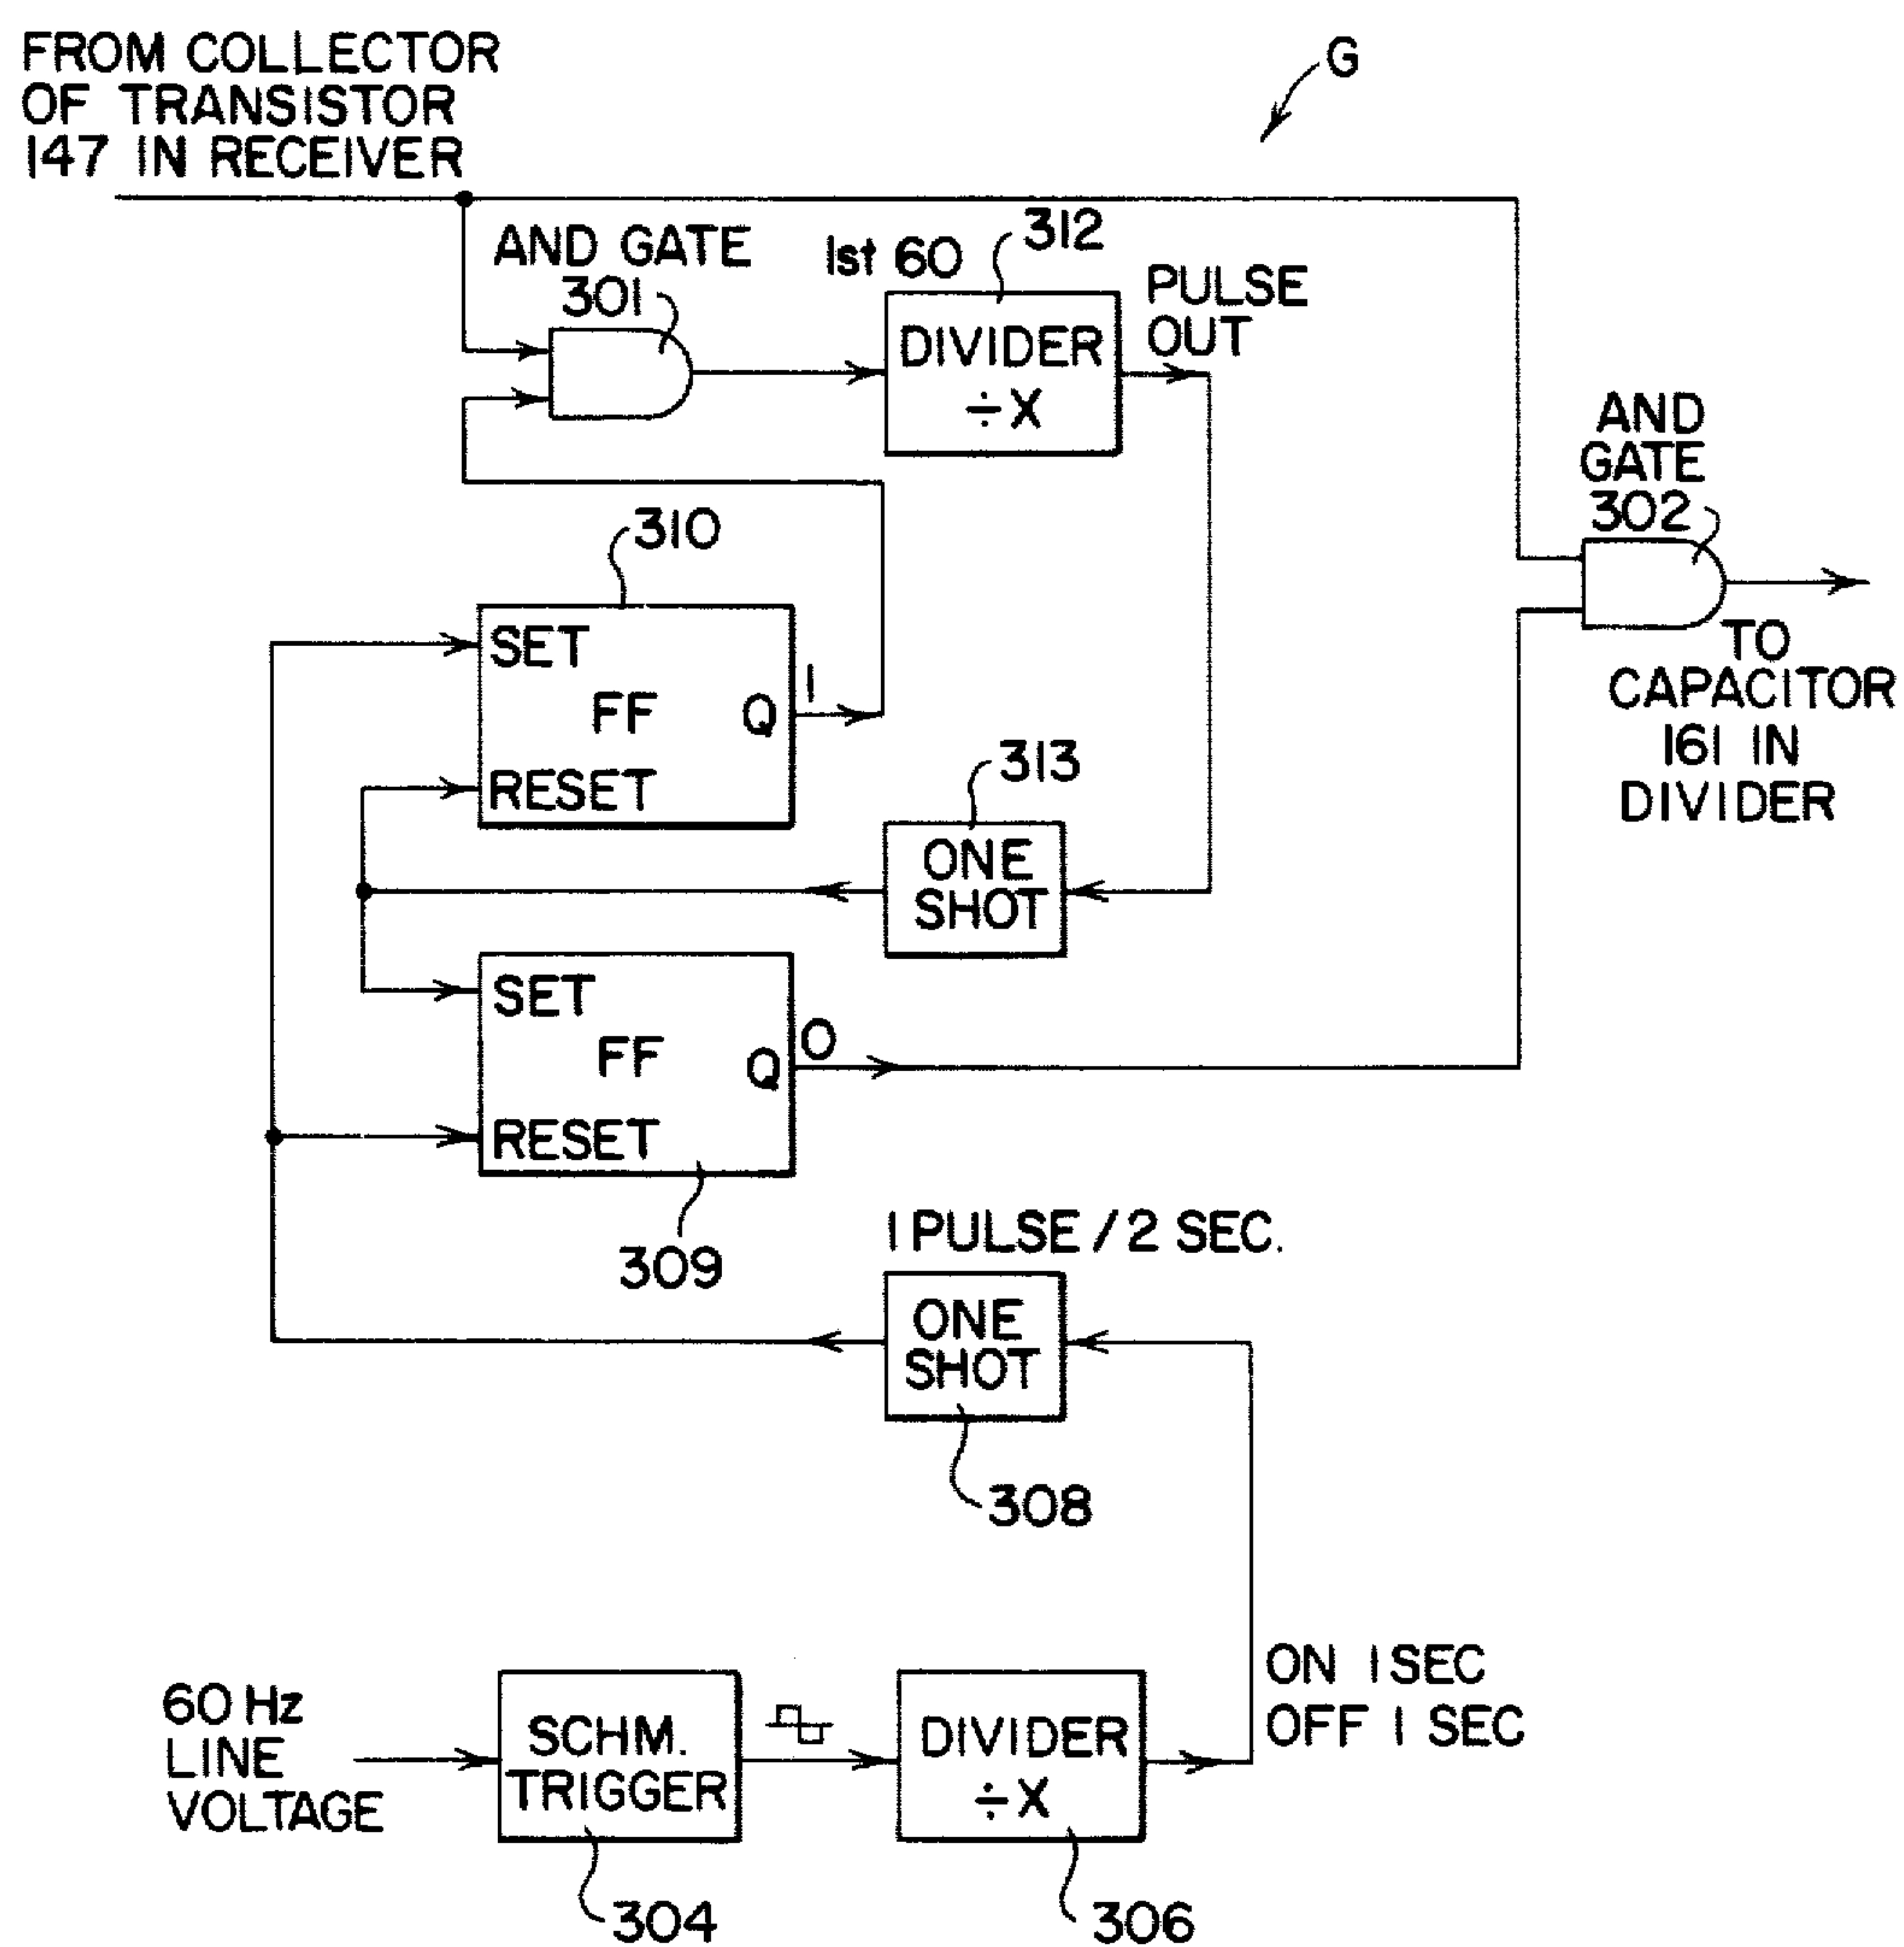 FROM COLLECTOR
OF TRANSISTOR
147 IN RECEIVER
G
AND GATE
301
1st 60
312
DIVIDER
÷X
PULSE
OUT
AND
GATE
302
TO
CAPACITOR
161 IN
DIVIDER
310
SET
FF
Q
1
RESET
313
ONE
SHOT
SET
FF
Q
0
RESET
309
1 PULSE / 2 SEC.
ONE
SHOT
308
60 Hz
LINE
VOLTAGE
SCHM.
TRIGGER
304
DIVIDER
÷X
306
ON 1 SEC
OFF 1 SEC